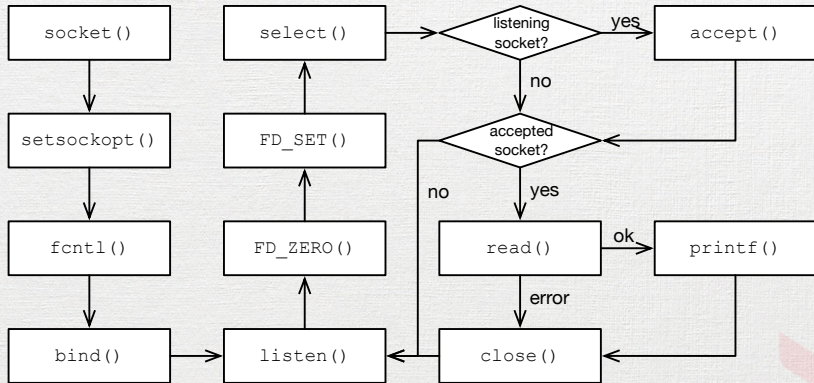 socket()
select()
listening
socket?
yes
accept()
no
setsockopt()
FD_SET()
accepted
socket?
no
yes
fcntl()
FD_ZERO()
read()
ok
printf()
error
bind()
listen()
close()